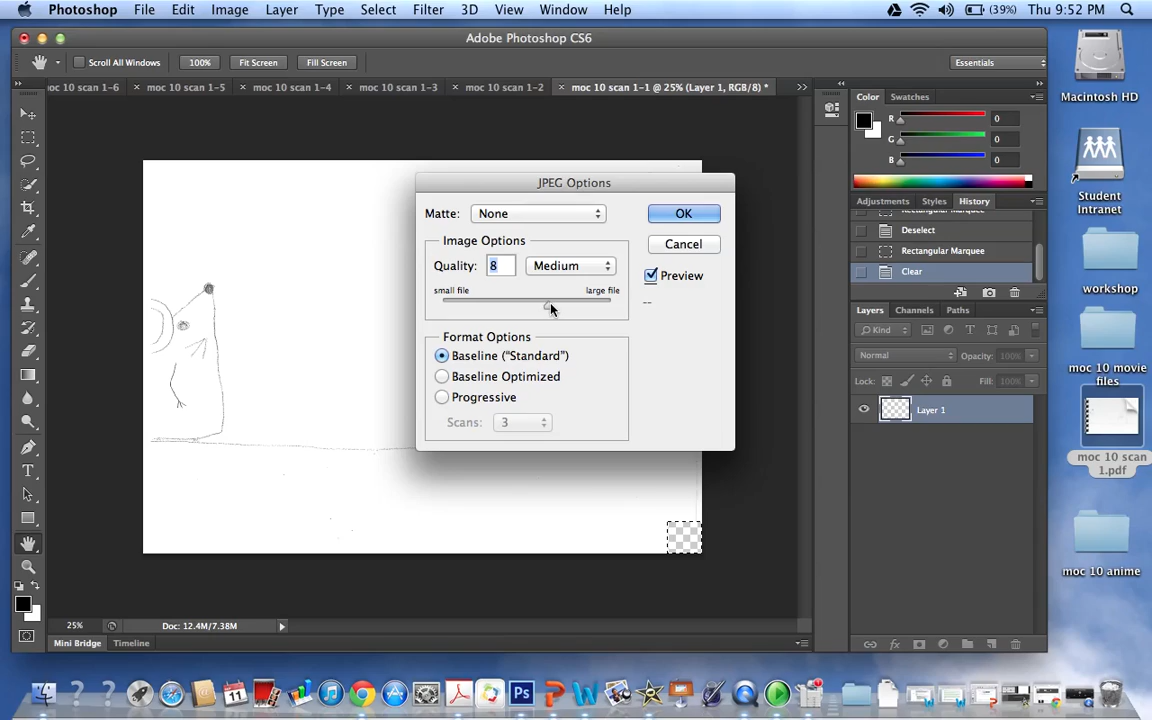 Photoshop File Edit Image Layer Type Select Filter 3D View Window Help (39%) Thu 9:52 PM
Adobe Photoshop CS6
Scroll All Windows 100% Fit Screen Fill Screen Essentials
oc 10 scan 1-6 × moc 10 scan 1-5 × moc 10 scan 1-4 × moc 10 scan 1-3 × moc 10 scan 1-2 × moc 10 scan 1-1 @ 25% (Layer 1, RGB/8) *
Color Swatches
R 0
G 0
B 0
Adjustments Styles History
Rectangular Marquee
Deselect
Rectangular Marquee
Clear
Layers Channels Paths
Kind
Normal Opacity: 100%
Lock: Fill: 100%
Layer 1
JPEG Options
Matte: None OK
Image Options Cancel
Quality: 8 Medium Preview
small file large file
--
Format Options
Baseline (“Standard”)
Baseline Optimized
Progressive
Scans: 3
25% Doc: 12.4M/7.38M
Mini Bridge Timeline
Macintosh HD
Student
Intranet
workshop
moc 10 movie
files
moc 10 scan
1.pdf
moc 10 anime
Ps